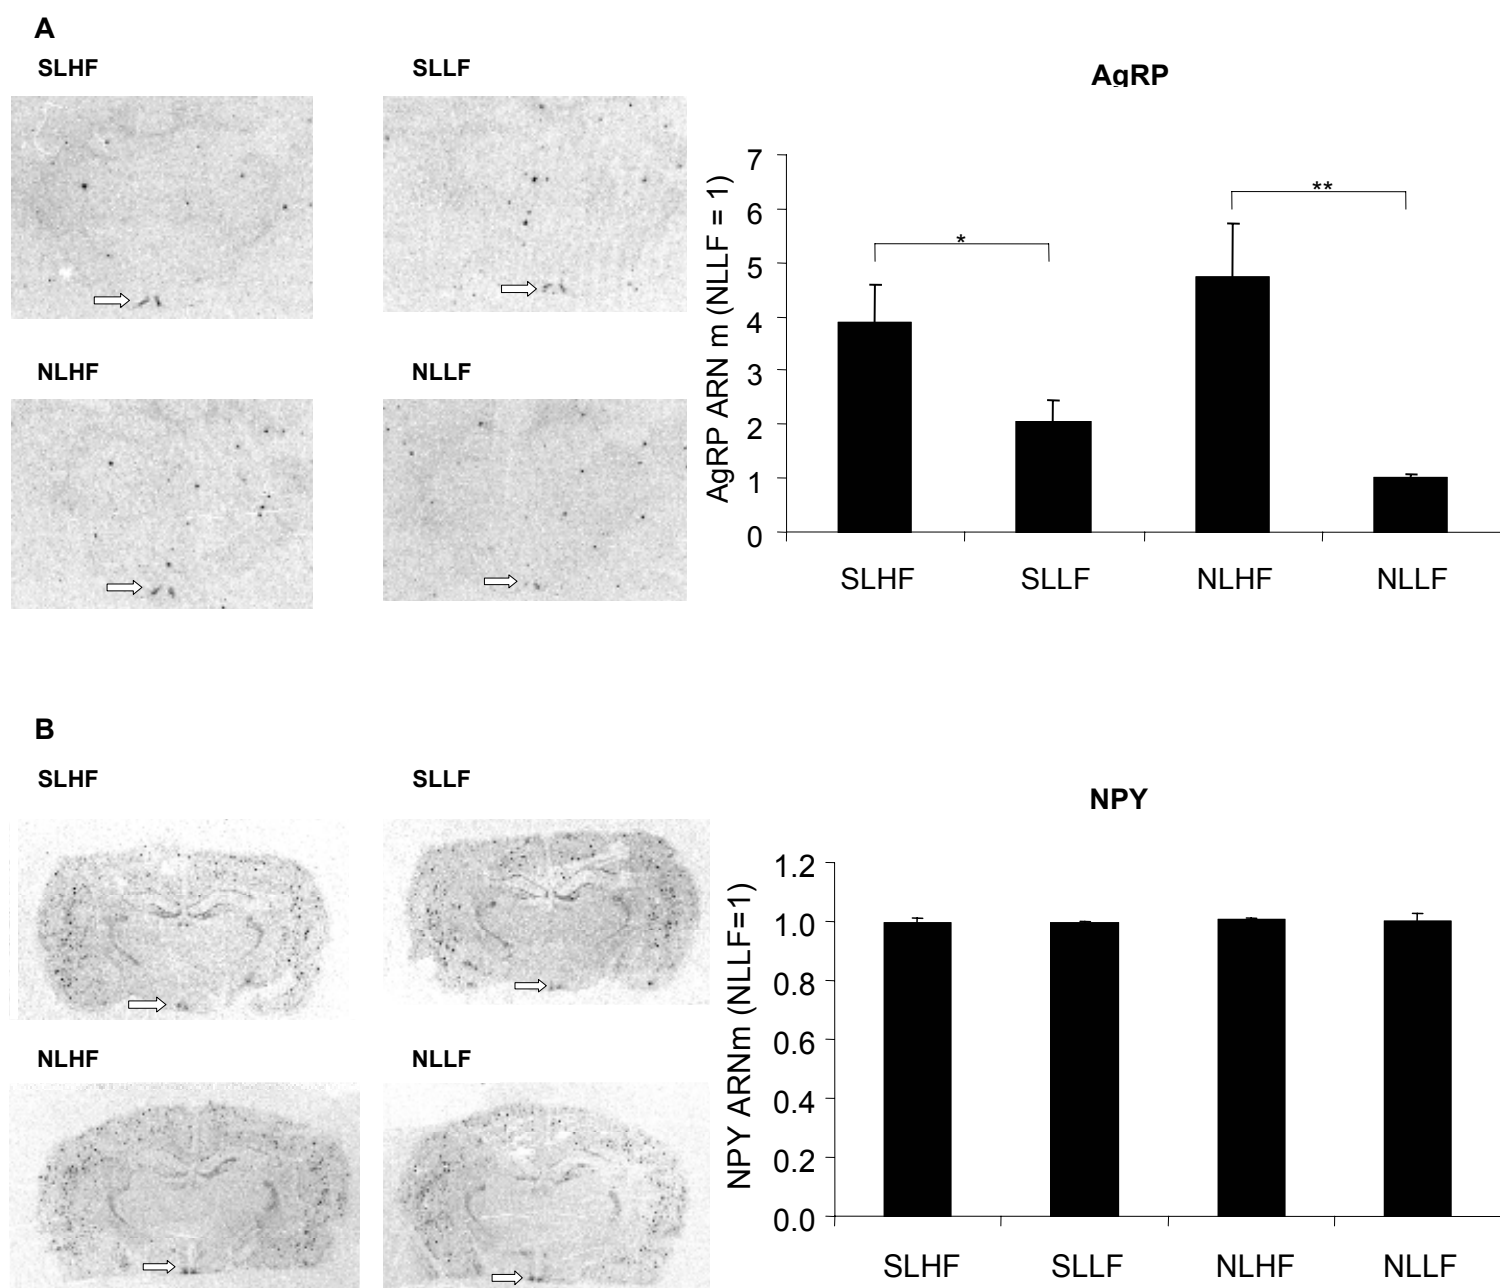 A
SLHF
SLLF
NLHF
NLLF
AgRP
AgRP ARN m (NLLF = 1)
7
6
5
4
3
2
1
0
*
**
SLHF SLLF NLHF NLLF
B
SLHF
SLLF
NLHF
NLLF
NPY
NPY ARNm (NLLF=1)
1.2
1.0
0.8
0.6
0.4
0.2
0.0
SLHF SLLF NLHF NLLF